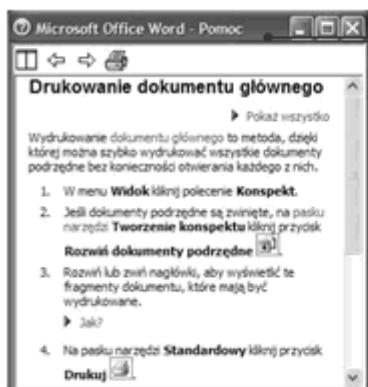 Microsoft Office Word - Pomoc
Drukowanie dokumentu głównego
Pokaż wszystko
Wydrukowanie dokumentu głównego to metoda, dzięki
której można szybko wydrukować wszystkie dokumenty
podrzędne bez konieczności otwierania każdego z nich.
1. W menu Widok kliknij polecenie Konspekt.
2. Jeśli dokumenty podrzędne są zwinięte, na pasku
narzędzi Tworzenie konspektu kliknij przycisk
Rozwiń dokumenty podrzędne .
3. Rozwiń lub zwiń nagłówki, aby wyświetlić te
fragmenty dokumentu, które mają być
wydrukowane.
Jak?
4. Na pasku narzędzi Standardowy kliknij przycisk
Drukuj .